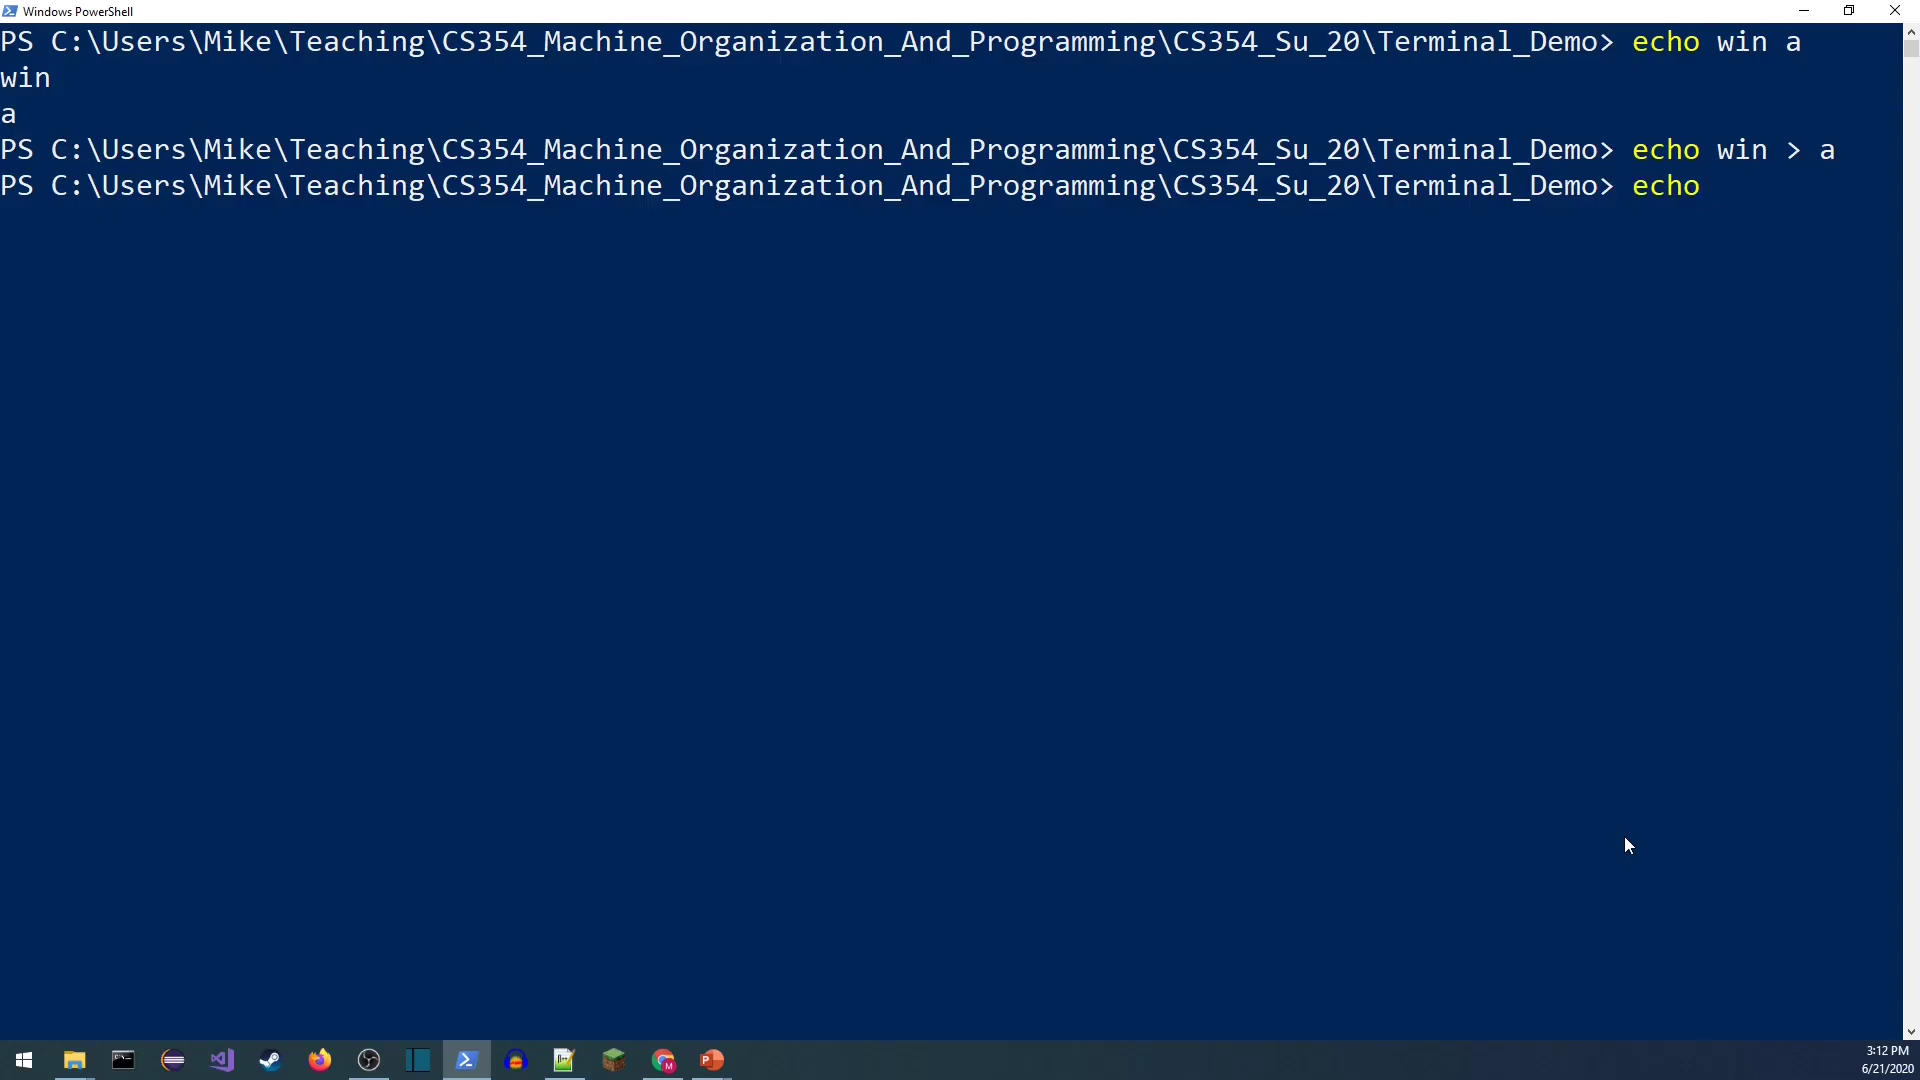 Windows PowerShell
PS C:\Users\Mike\Teaching\CS354_Machine_Organization_And_Programming\CS354_Su_20\Terminal_Demo> echo win a
win
a
PS C:\Users\Mike\Teaching\CS354_Machine_Organization_And_Programming\CS354_Su_20\Terminal_Demo> echo win > a
PS C:\Users\Mike\Teaching\CS354_Machine_Organization_And_Programming\CS354_Su_20\Terminal_Demo> echo
3:12 PM
6/21/2020